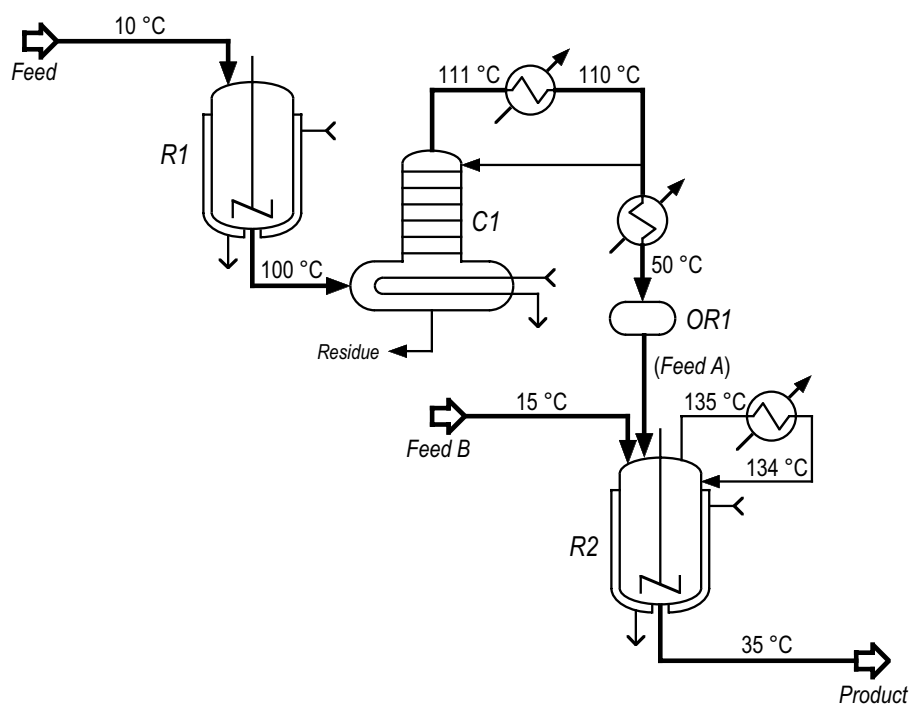 10 °C
Feed
111 °C
110 °C
R1
C1
100 °C
50 °C
OR1
Residue
(Feed A)
15 °C
135 °C
Feed B
134 °C
R2
35 °C
Product